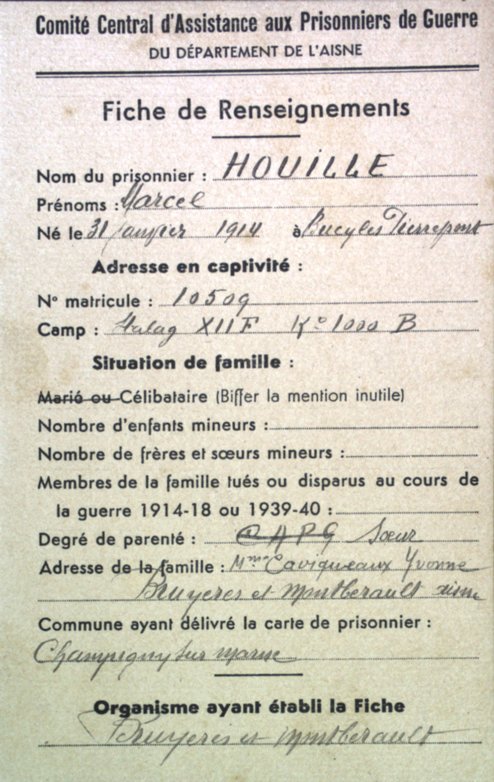 Comité Central d'Assistance aux Prisonniers de Guerre
DU DÉPARTEMENT DE L'AISNE
Fiche de Renseignements
Nom du prisonnier : HOUILLE
Prénoms : Marcel
Né le 31 janvier 1914 à Bucy les Pierrepont
Adresse en captivité :
N° matricule : 10509
Camp : Stalag XII F K° 1000 B
Situation de famille :
Marié ou Célibataire (Biffer la mention inutile)
Nombre d'enfants mineurs :
Nombre de frères et sœurs mineurs :
Membres de la famille tués ou disparus au cours de
la guerre 1914-18 ou 1939-40 :
Degré de parenté : Sœur
Adresse de la famille : Mme Yvonne
Bruyeres et Montberault aisne
Commune ayant délivré la carte de prisonnier :
Champigny sur marne
Organisme ayant établi la Fiche
Bruyeres et Montberault